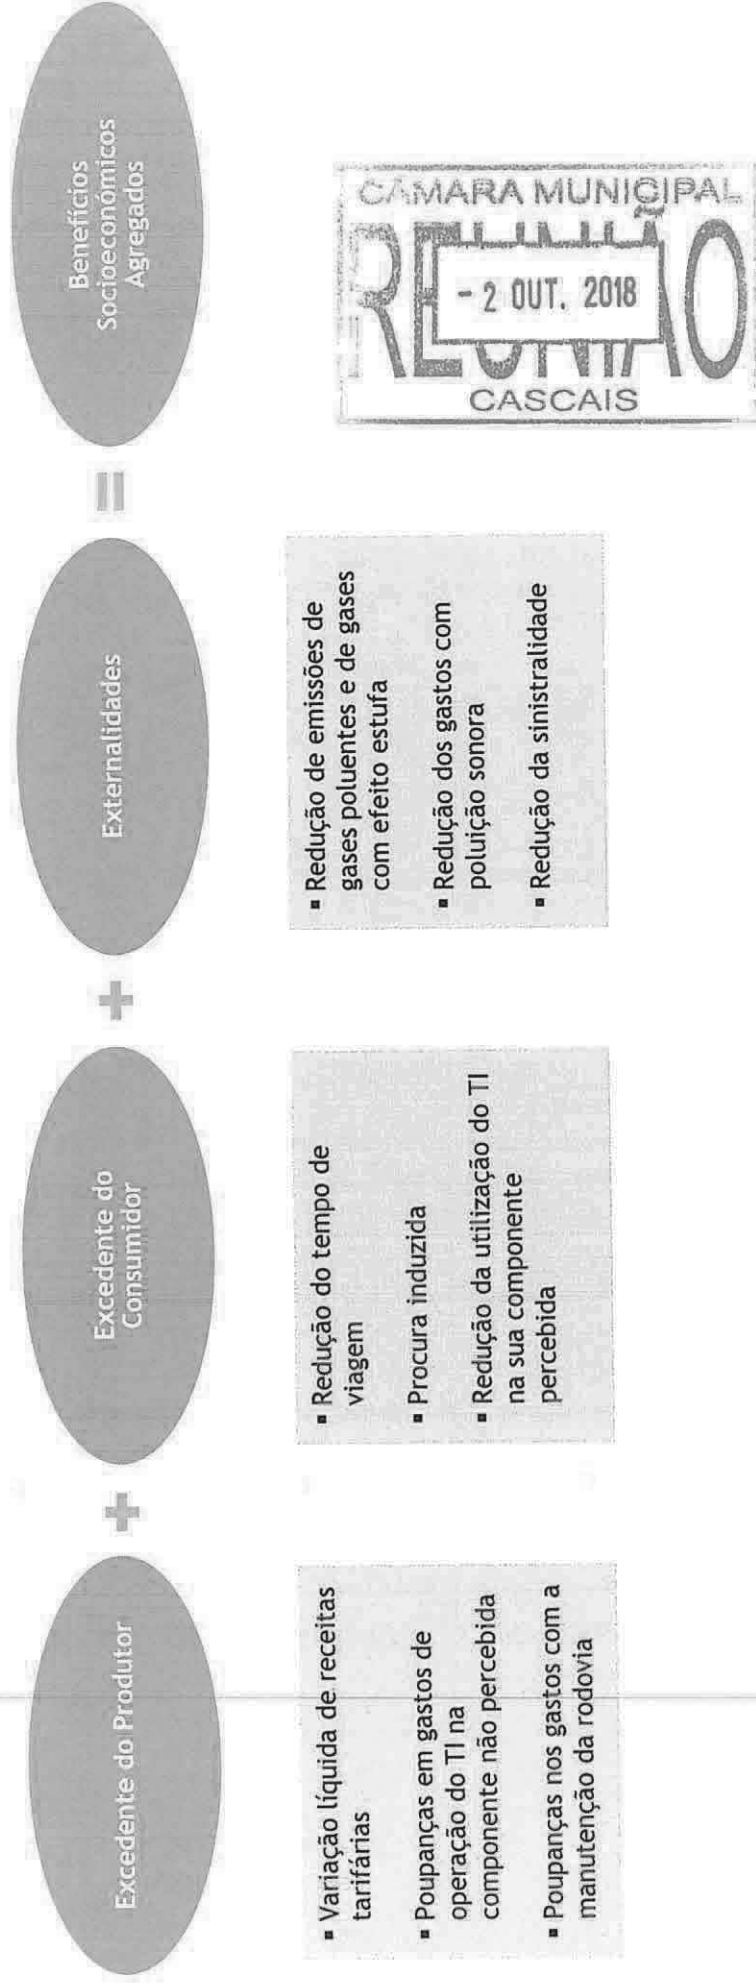 Excedente do Produtor
+
Excedente do
Consumidor
+
Externalidades
=
Benefícios
Socioeconómicos
Agregados
▪ Variação líquida de receitas
tarifárias
▪ Poupanças em gastos de
operação do TI na
componente não percebida
▪ Poupanças nos gastos com a
manutenção da rodovia
▪ Redução do tempo de
viagem
▪ Procura induzida
▪ Redução da utilização do TI
na sua componente
percebida
▪ Redução de emissões de
gases poluentes e de gases
com efeito estufa
▪ Redução dos gastos com
poluição sonora
▪ Redução da sinistralidade
CÂMARA MUNICIPAL
REUNIÃO
- 2 OUT. 2018
CASCAIS